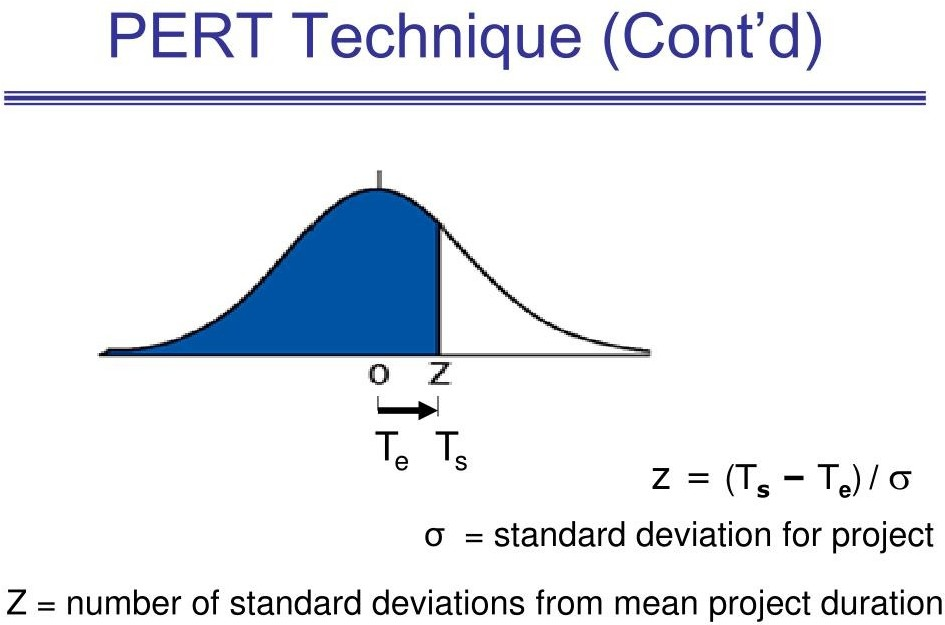 PERT Technique (Cont’d)
0 Z
Te Ts
z = (Ts – Te) / σ
σ = standard deviation for project
Z = number of standard deviations from mean project duration